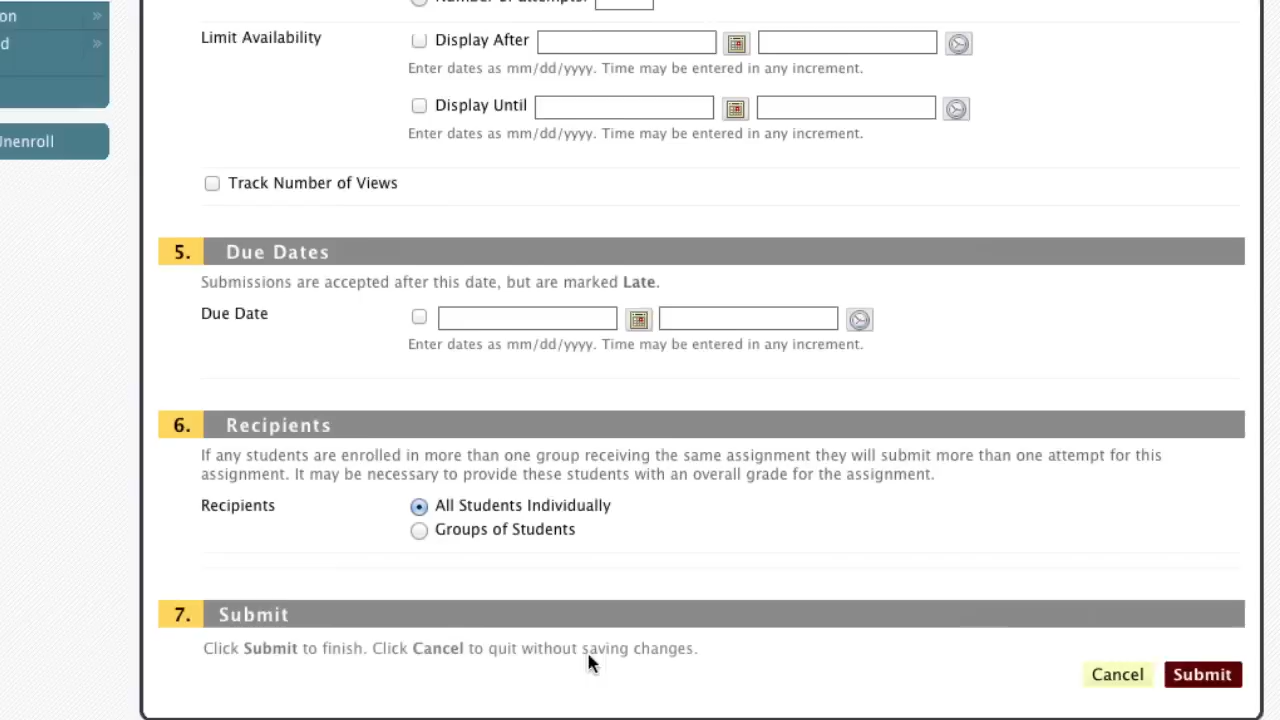 on »
d »
Unenroll
Number of attempts:
Limit Availability
Display After
Enter dates as mm/dd/yyyy. Time may be entered in any increment.
Display Until
Enter dates as mm/dd/yyyy. Time may be entered in any increment.
Track Number of Views
5. Due Dates
Submissions are accepted after this date, but are marked Late.
Due Date
Enter dates as mm/dd/yyyy. Time may be entered in any increment.
6. Recipients
If any students are enrolled in more than one group receiving the same assignment they will submit more than one attempt for this
assignment. It may be necessary to provide these students with an overall grade for the assignment.
Recipients
All Students Individually
Groups of Students
7. Submit
Click Submit to finish. Click Cancel to quit without saving changes.
Cancel Submit